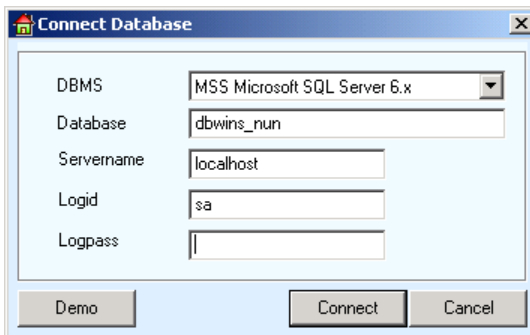 Connect Database
DBMS MSS Microsoft SQL Server 6.x
Database dbwins_nun
Servername localhost
Logid sa
Logpass
Demo Connect Cancel